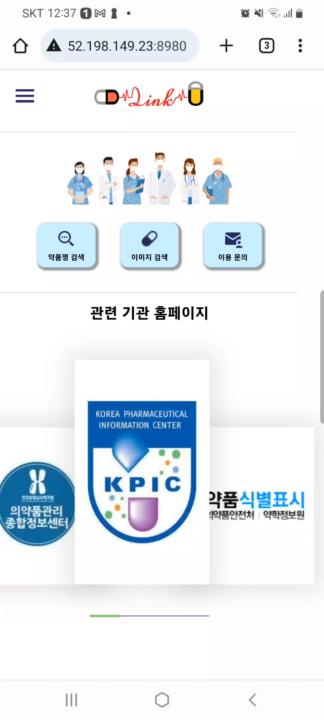 SKT 12:37
52.198.149.23:8980
3
Link
약품명 검색
이미지 검색
이용 문의
관련 기관 홈페이지
KOREA PHARMACEUTICAL
INFORMATION CENTER
KPIC
의약품관리
종합정보센터
약품식별표시
약품안전처 | 약학정보원